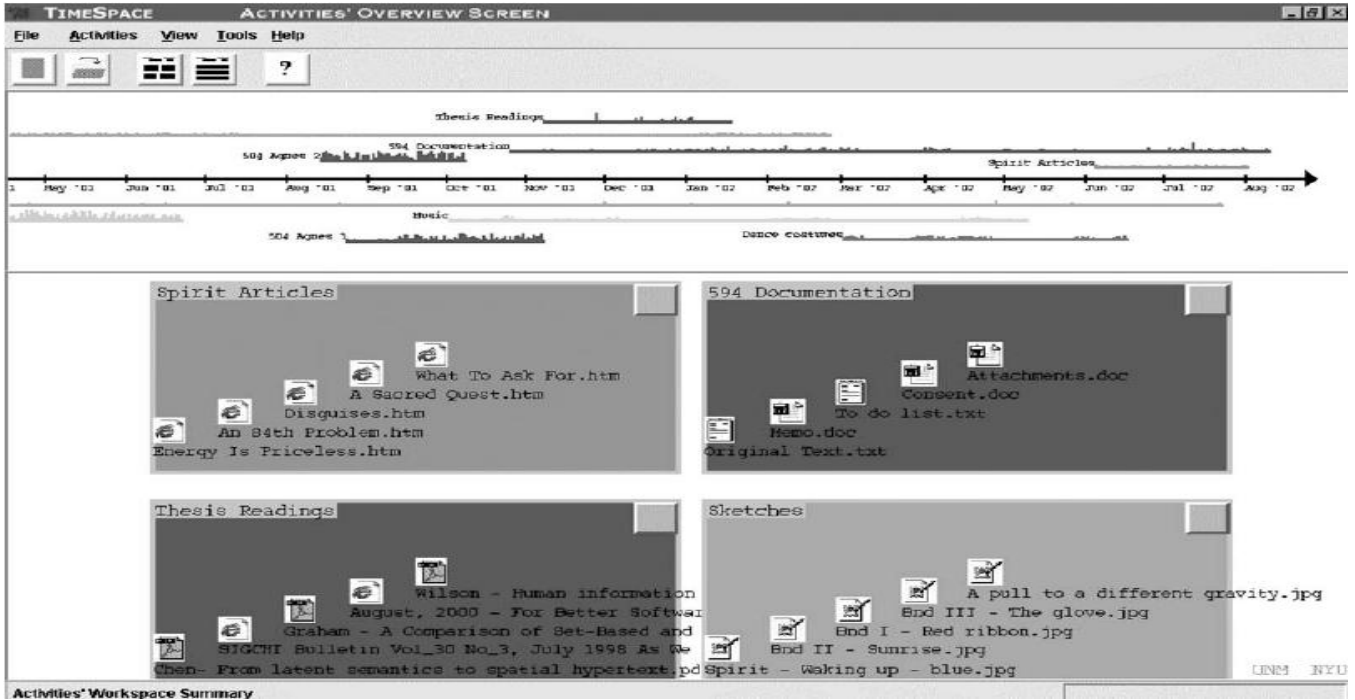 TIMESPACE ACTIVITIES' OVERVIEW SCREEN
File Activities View Tools Help
?
Thesis Readings
594 Documentation
504 Agnes 2
Spirit Articles
1 May '01 Jun '01 Jul '01 Aug '01 Sep '01 Oct '01 Nov '01 Dec '01 Jan '02 Feb '02 Mar '02 Apr '02 May '02 Jun '02 Jul '02 Aug '02
Music
504 Agnes 1
Dance costumes
Spirit Articles
What To Ask For.htm
A Sacred Quest.htm
Disguises.htm
An 84th Problem.htm
Energy Is Priceless.htm
594 Documentation
Attachments.doc
Consent.doc
To do list.txt
Memo.doc
Original Text.txt
Thesis Readings
Wilson - Human information
August, 2000 - For Better Softwar
Graham - A Comparison of Set-Based and
SIGCHI Bulletin Vol_30 No_3, July 1998 As We
Chen- From latent semantics to spatial hypertext.pd
Sketches
A pull to a different gravity.jpg
Bnd III - The glove.jpg
Bnd I - Red ribbon.jpg
Bnd II - Sunrise.jpg
Spirit - Waking up - blue.jpg
UNM NYU
Activities' Workspace Summary